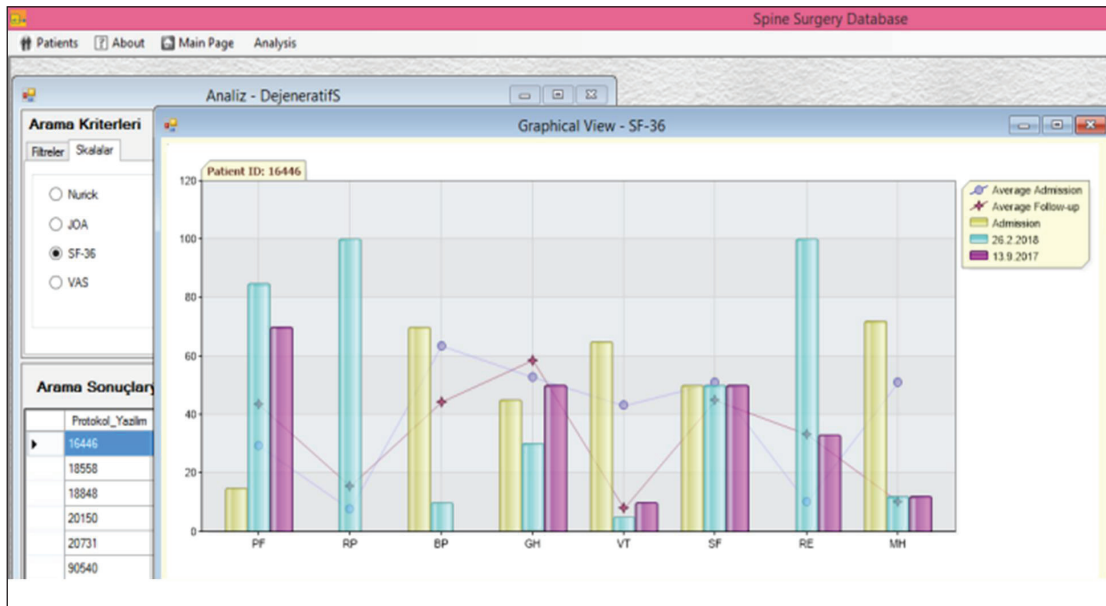 Spine Surgery Database
Patients ? About Main Page Analysis
Analiz - DejeneratifS
Graphical View - SF-36
Arama Kriterleri
Filtreler Skalalar
Nurick
JOA
SF-36
VAS
Patient ID: 16446
120
100
80
60
40
20
0
PF RP BP GH VT SF RE MH
Average Admission
Average Follow-up
Admission
26.2.2018
13.9.2017
Arama Sonuçlary
Protokol_Yazilim
16446
18558
18848
20150
20731
90540